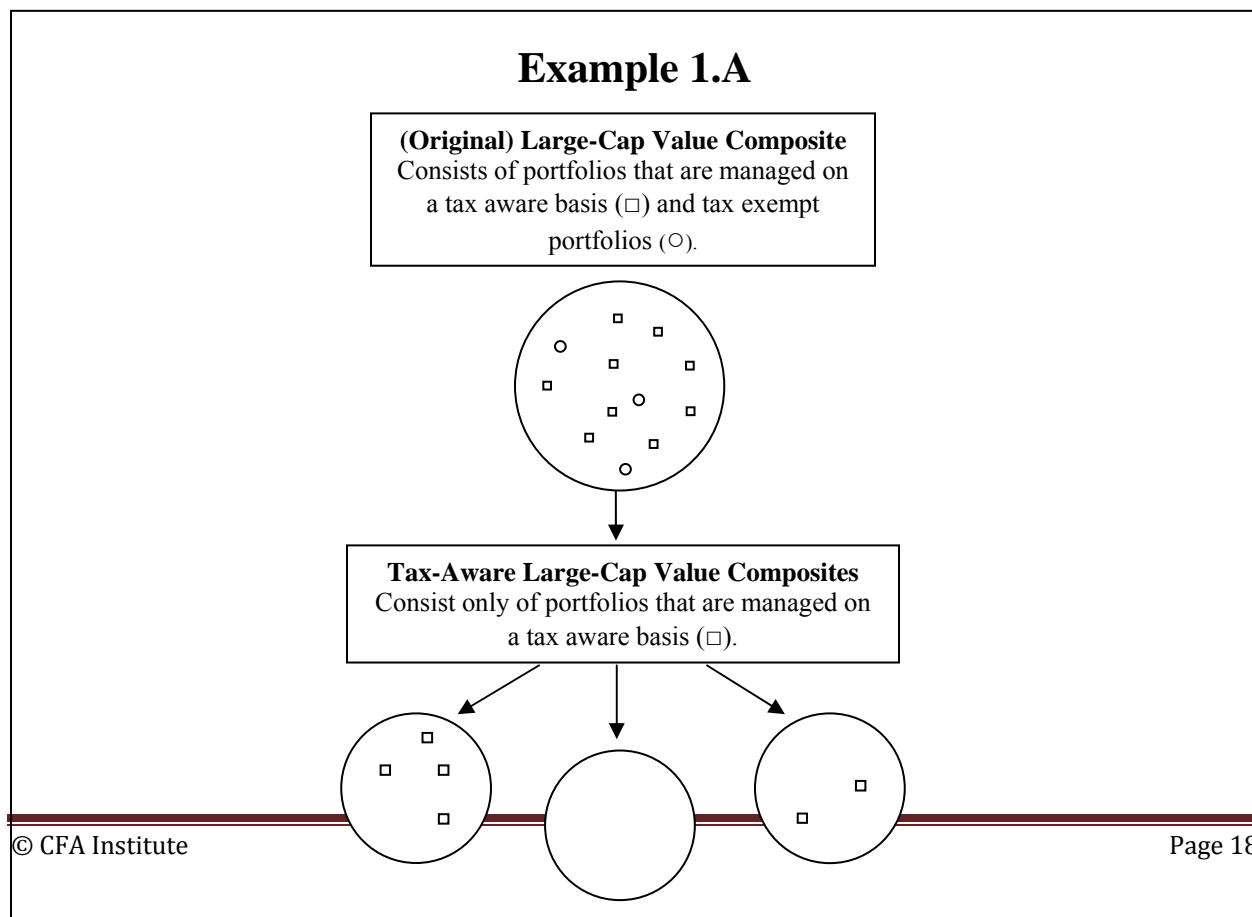 Example 1.A
(Original) Large-Cap Value Composite
Consists of portfolios that are managed on
a tax aware basis (□) and tax exempt
portfolios (○).
Tax-Aware Large-Cap Value Composites
Consist only of portfolios that are managed on
a tax aware basis (□).
© CFA Institute
Page 18